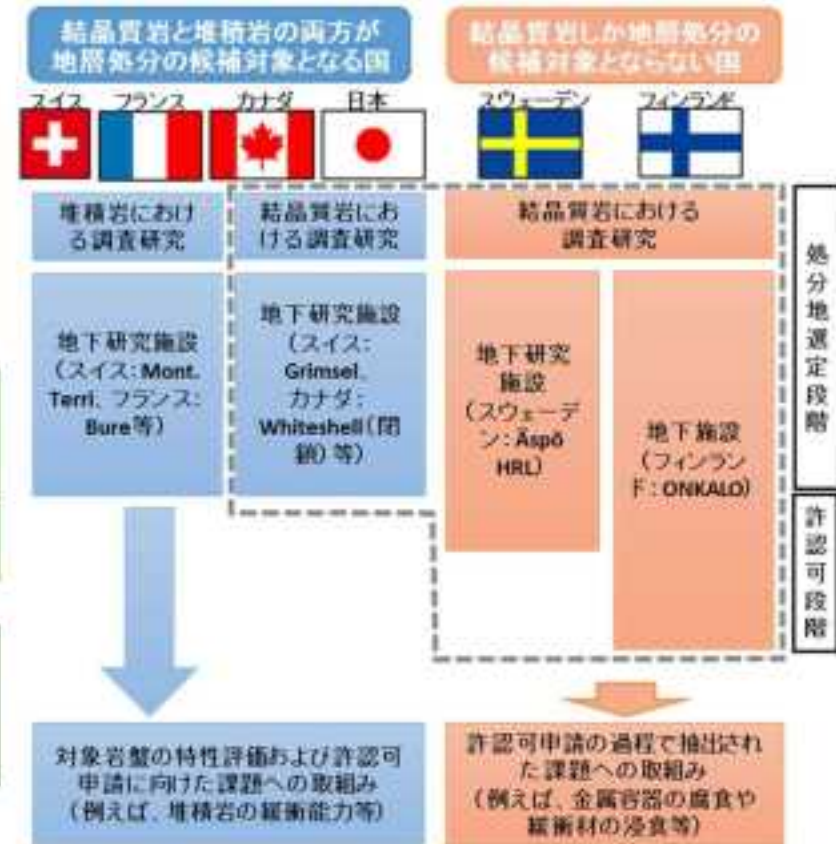 結晶質岩と堆積岩の両方が
地層処分の候補対象となる国
結晶質岩しか地層処分の
候補対象とならない国
スイス
フランス
カナダ
日本
スウェーデン
フィンランド
堆積岩におけ
る調査研究
結晶質岩にお
ける調査研究
結晶質岩における
調査研究
処分地選定段階
地下研究施設
(スイス:Mont.
Terri、フランス:
Bure等)
地下研究施設
(スイス:
Grimsel、
カナダ:
Whiteshell(閉
鎖)等)
地下研究
施設
(スウェーデ
ン:Äspö
HRL)
地下施設
(フィンラン
ド:ONKALO)
許認可段階
対象岩盤の特性評価および許認可
申請に向けた課題への取組み
(例えば、堆積岩の緩衝能力等)
許認可申請の過程で抽出され
た課題への取組み
(例えば、金属容器の腐食や
緩衝材の浸食等)